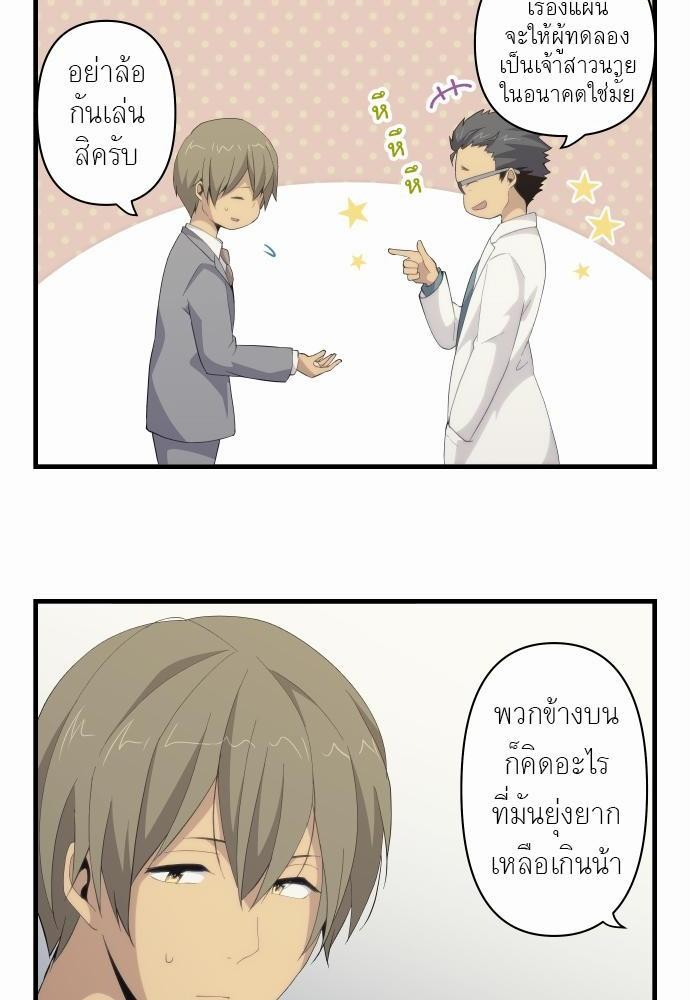 เรื่องแผน
จะให้ผู้ทดลอง
เป็นเจ้าสาวนาย
ในอนาคตใช่มั้ย
หึ
หึ
หึ
อย่าล้อ
กันเล่น
สิครับ
พวกข้างบน
ก็คิดอะไร
ที่มันยุ่งยาก
เหลือเกินน้า